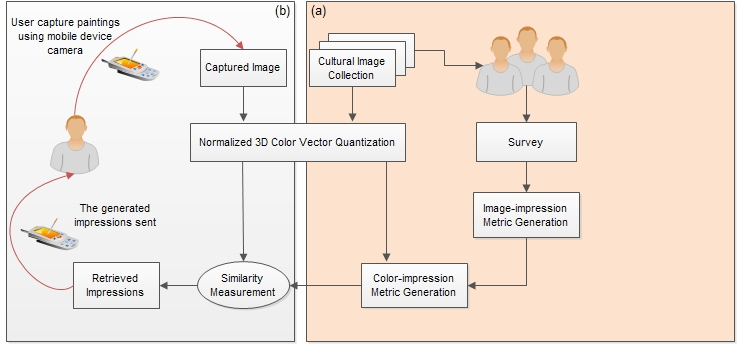 (b)
(a)
User capture paintings
using mobile device
camera
Captured Image
Cultural Image
Collection
Normalized 3D Color Vector Quantization
Survey
The generated
impressions sent
Image-impression
Metric Generation
Retrieved
Impressions
Similarity
Measurement
Color-impression
Metric Generation